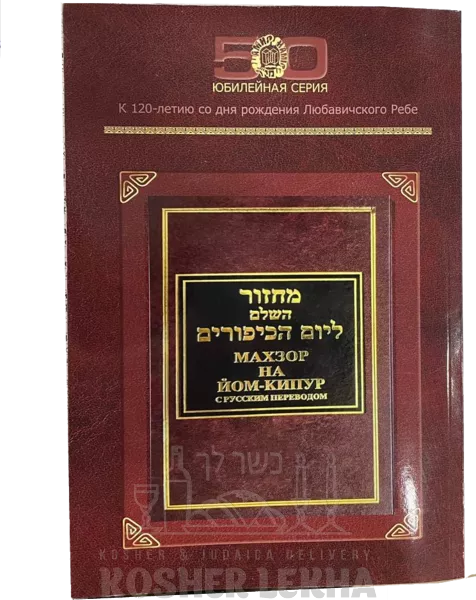 50
ЮБИЛЕЙНАЯ СЕРИЯ
К 120-летию со дня рождения Любавичского Ребе
מחזור
השלם
ליום הכיפורים
МАХЗОР
НА
ЙОМ-КИПУР
С РУССКИМ ПЕРЕВОДОМ
כשר לך
KOSHER & JUDAICA DELIVERY
KOSHER LEKHA